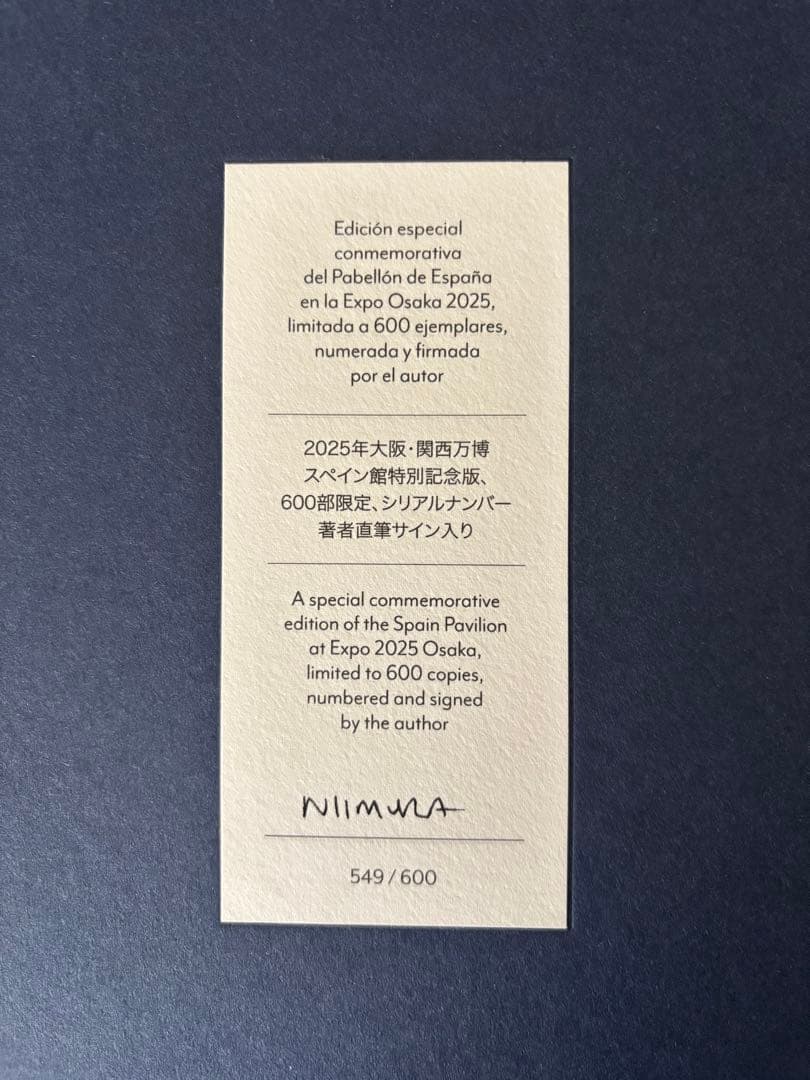 Edición especial
conmemorativa
del Pabellón de España
en la Expo Osaka 2025,
limitada a 600 ejemplares,
numerada y firmada
por el autor
2025年大阪・関西万博
スペイン館特別記念版、
600部限定、シリアルナンバー
著者直筆サイン入り
A special commemorative
edition of the Spain Pavilion
at Expo 2025 Osaka,
limited to 600 copies,
numbered and signed
by the author
NIIMURA
549/600